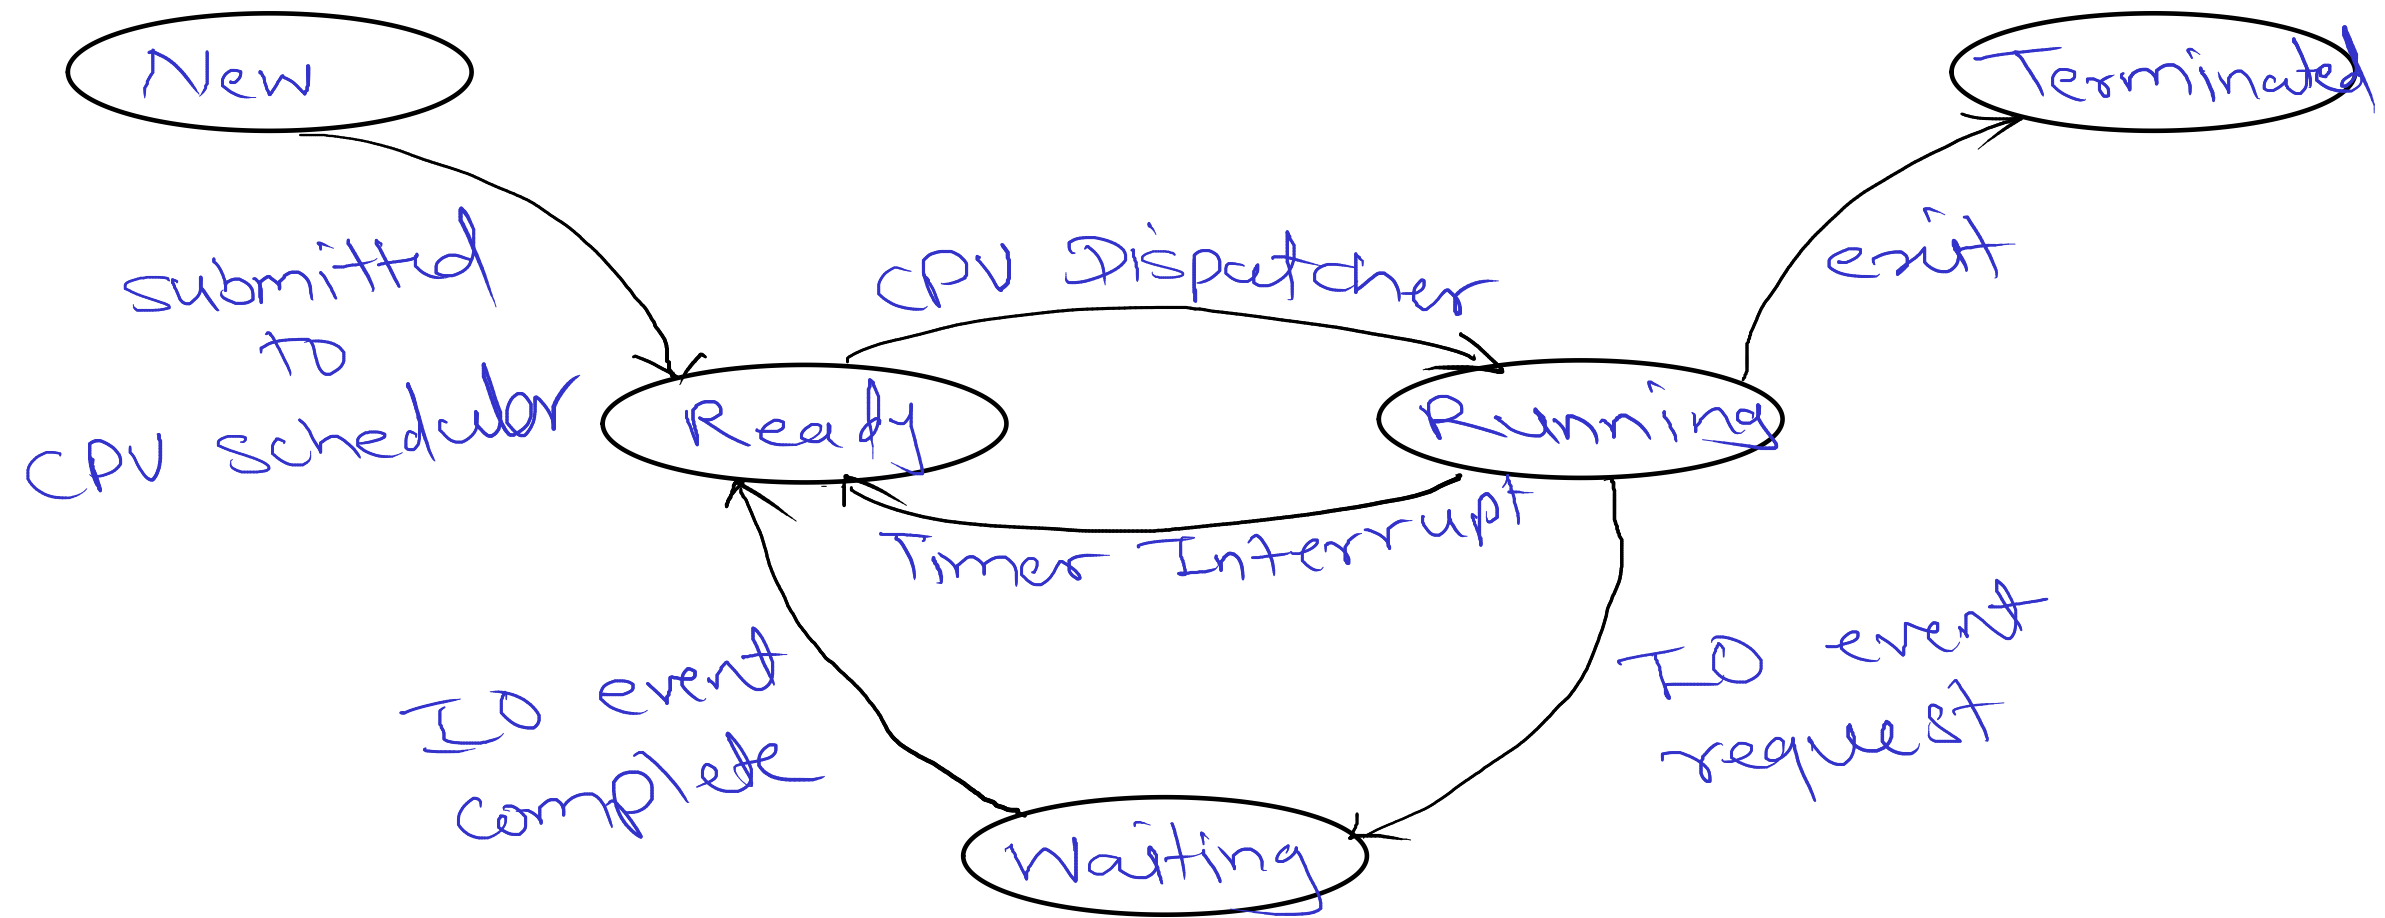 New
Terminated
submitted
to
CPU Schedular
CPU Dispatcher
exit
Ready
Running
Timer Interrupt
IO event
complete
IO event
request
Waiting